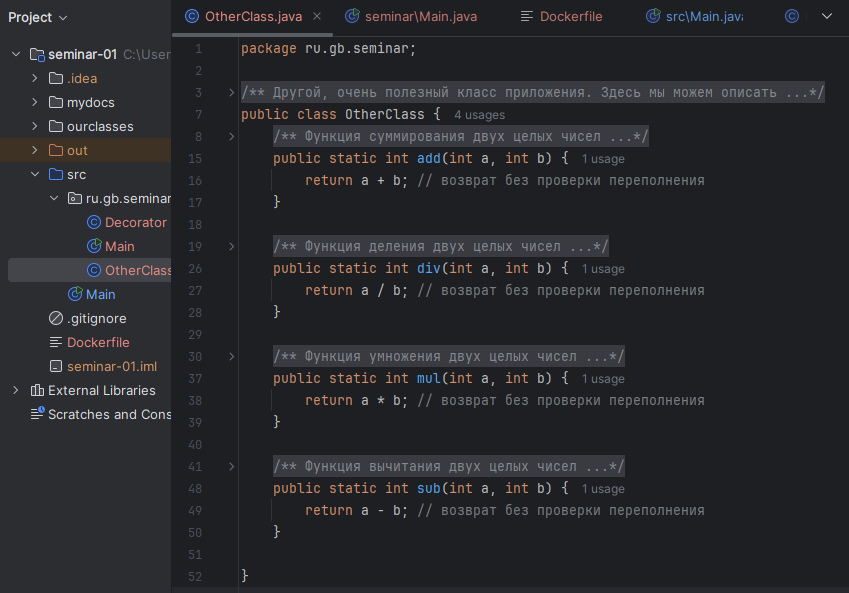 Project
OtherClass.java
seminar\Main.java
Dockerfile
src\Main.java
seminar-01 C:\User
.idea
mydocs
ourclasses
out
src
ru.gb.seminar
Decorator
Main
OtherClass
Main
.gitignore
Dockerfile
seminar-01.iml
External Libraries
Scratches and Cons
1 package ru.gb.seminar;
2
3 /** Другой, очень полезный класс приложения. Здесь мы можем описать ...*/
7 public class OtherClass { 4 usages
8 /** Функция суммирования двух целых чисел ...*/
15 public static int add(int a, int b) { 1 usage
16 return a + b; // возврат без проверки переполнения
17 }
18
19 /** Функция деления двух целых чисел ...*/
26 public static int div(int a, int b) { 1 usage
27 return a / b; // возврат без проверки переполнения
28 }
29
30 /** Функция умножения двух целых чисел ...*/
37 public static int mul(int a, int b) { 1 usage
38 return a * b; // возврат без проверки переполнения
39 }
40
41 /** Функция вычитания двух целых чисел ...*/
48 public static int sub(int a, int b) { 1 usage
49 return a - b; // возврат без проверки переполнения
50 }
51
52 }